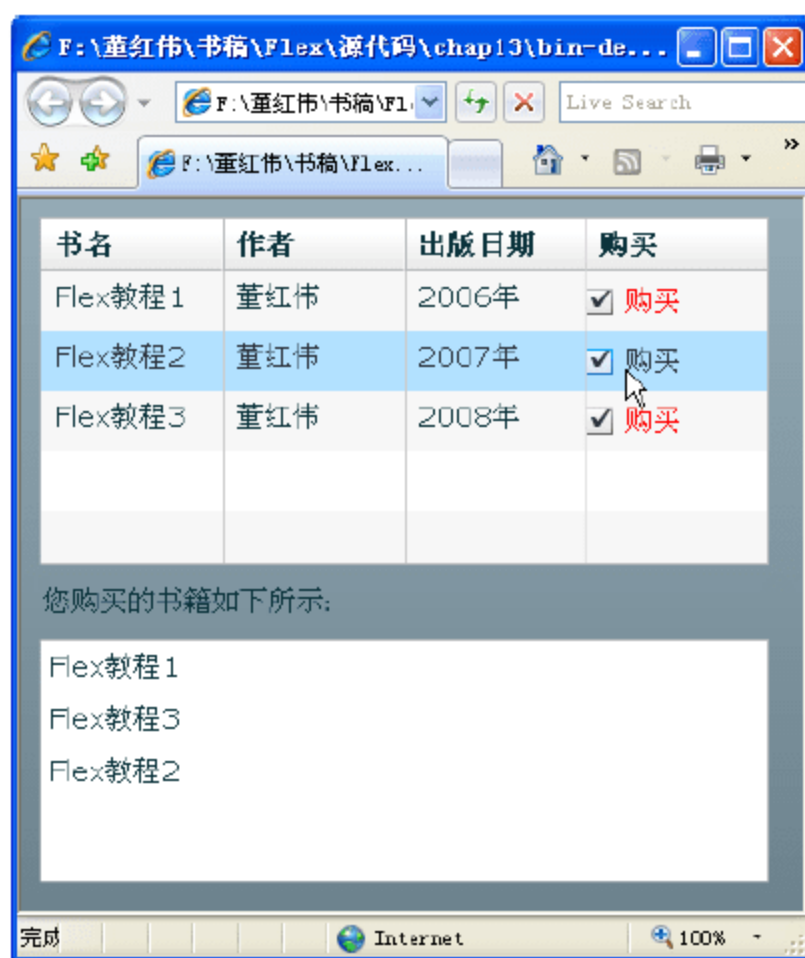 F:\董红伟\书稿\Flex\源代码\chap13\bin-de...
F:\董红伟\书稿\Fl
Live Search
F:\董红伟\书稿\Flex...
»
书名 作者 出版日期 购买
Flex教程1 董红伟 2006年 购买
Flex教程2 董红伟 2007年 购买
Flex教程3 董红伟 2008年 购买
您购买的书籍如下所示:
Flex教程1
Flex教程3
Flex教程2
完成 Internet 100%